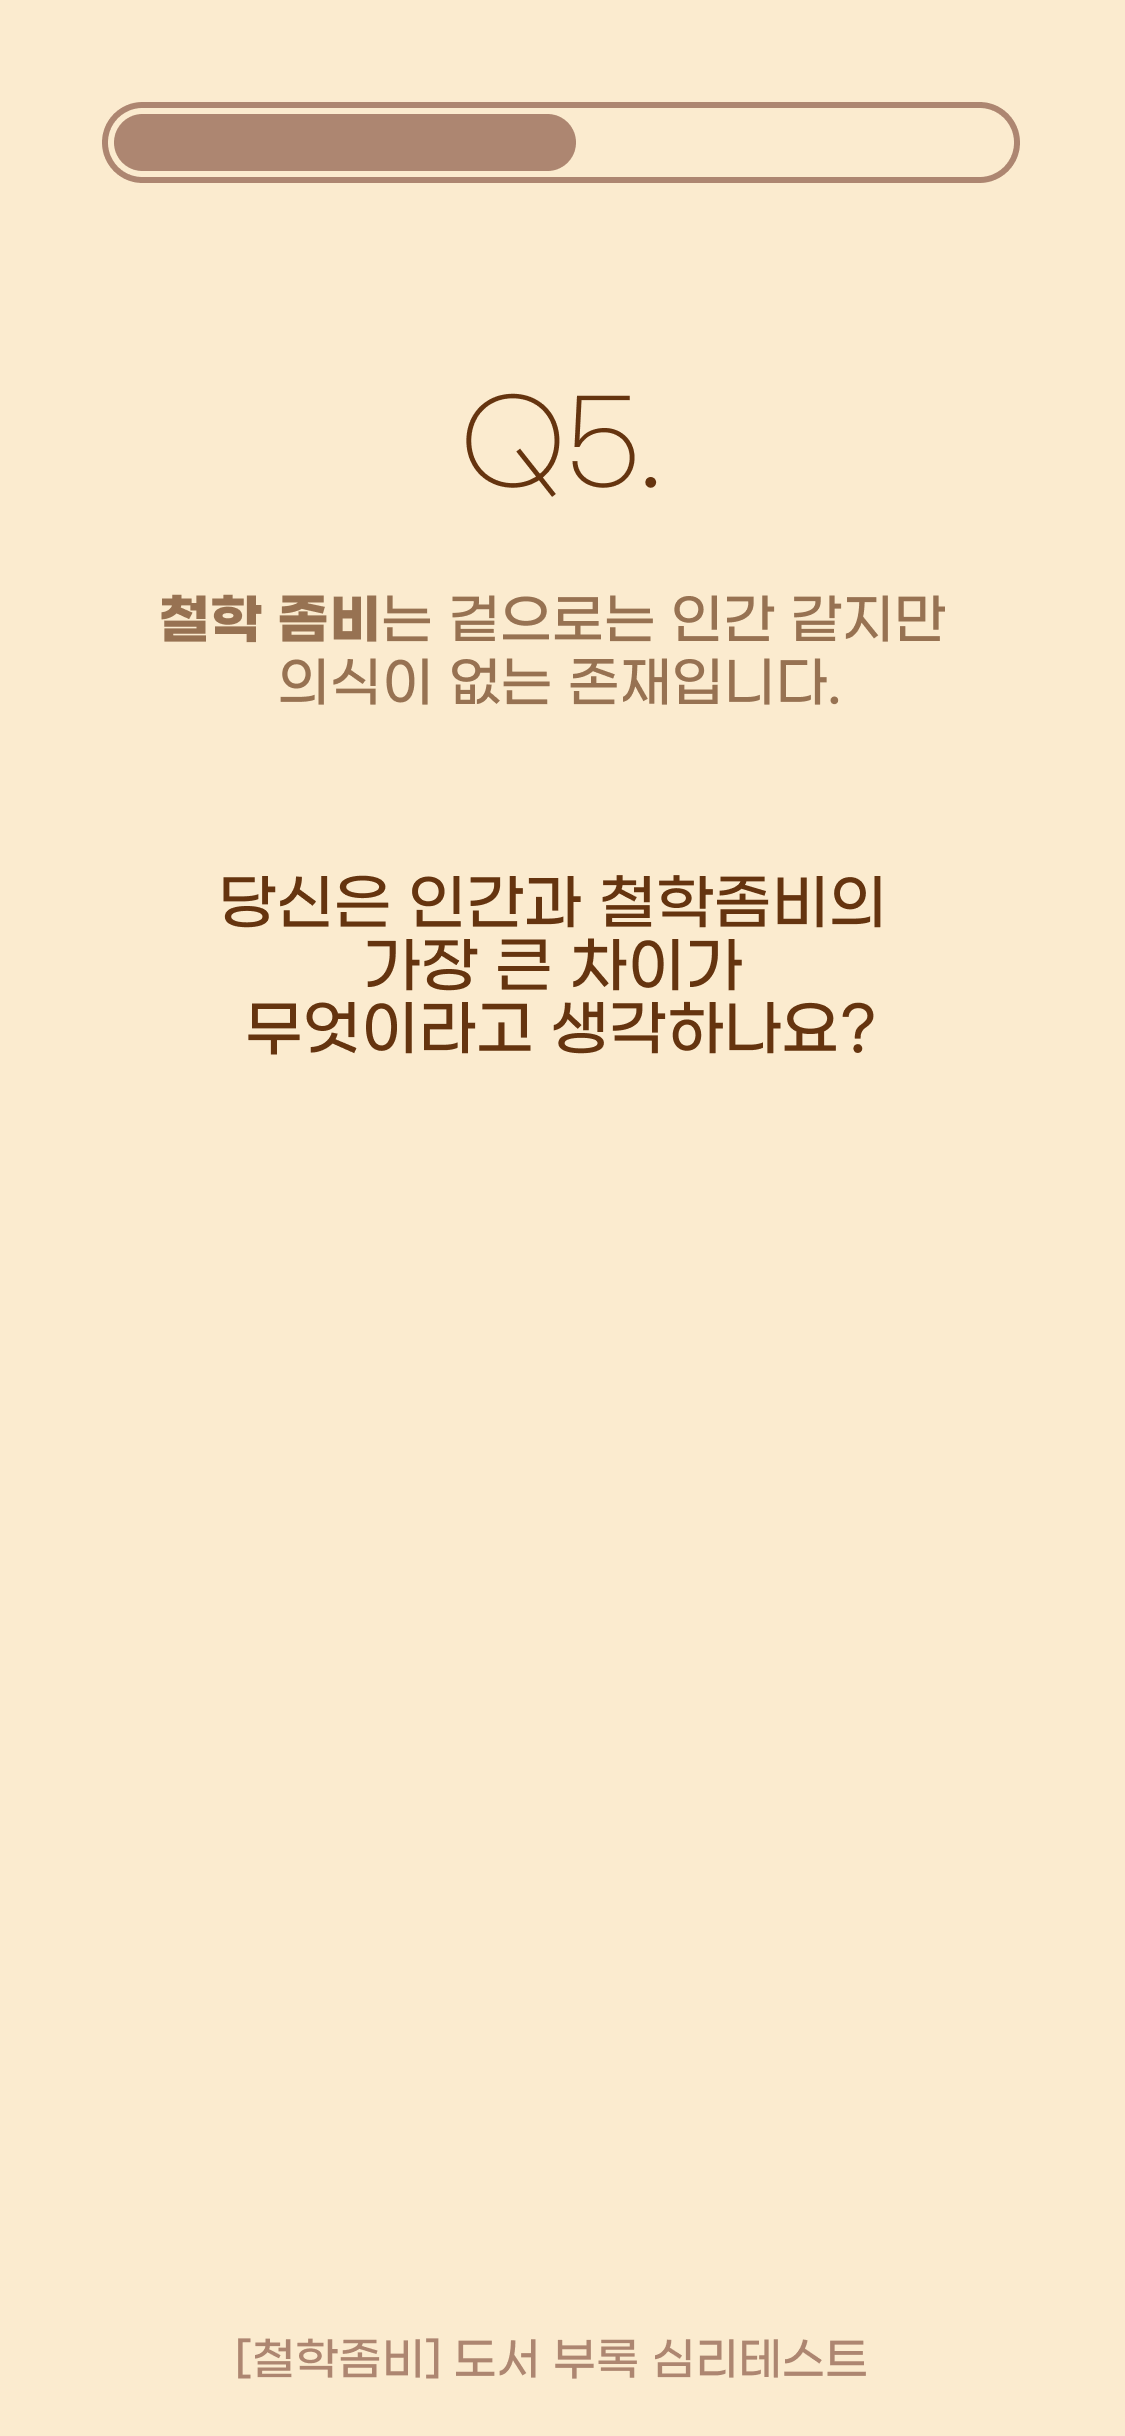 Q5.
철학 좀비는 겉으로는 인간 같지만
의식이 없는 존재입니다.
당신은 인간과 철학좀비의
가장 큰 차이가
무엇이라고 생각하나요?
[철학좀비] 도서 부록 심리테스트